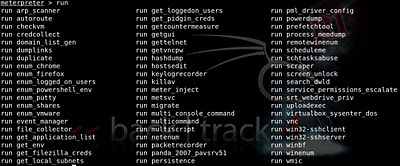 meterpreter > run
run arp_scanner run get_loggedon_users run pml_driver_config
run autoroute run get_pidgin_creds run powerdump
run checkvm run getcountermeasure run prefetchtool
run credcollect run getgui run process_memdump
run domain_list_gen run gettelnet run remotewinenum
run dumplinks run getvncpw run schedulesme
run duplicate run hashdump run schtasksabuse
run enum_chrome run hostsedit run scraper
run enum_firefox run keylogrecorder run screen_unlock
run enum_logged_on_users run killav run search_dwld
run enum_powershell_env run meter_inject run service_permissions_escalate
run enum_putty run metsvc run srt_webdrive_priv
run enum_shares run migrate run uploadexec
run enum_vmware run multi_console_command run virtualbox_sysenter_dos
run event_manager run multicommand run vnc
run file_collector run multiscript run win32-sshclient
run get_application_list run netenum run win32-sshserver
run get_env run packetrecorder run winbf
run get_filezilla_creds run panda_2007_pavsrv51 run winenum
run get_local_subnets run persistence run wmic